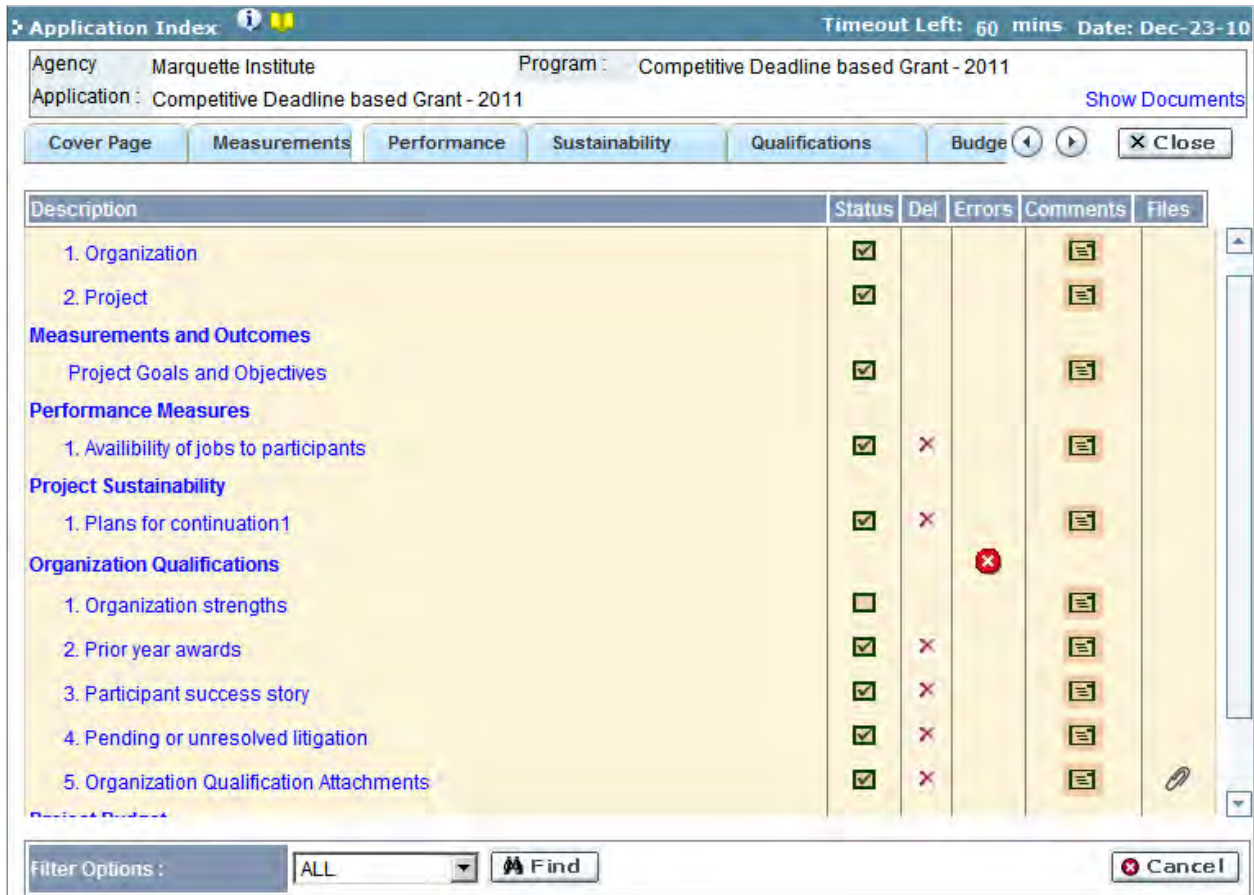 Application Index Timeout Left: 60 mins Date: Dec-23-10
Agency Marquette Institute Program : Competitive Deadline based Grant - 2011
Application : Competitive Deadline based Grant - 2011 Show Documents
Cover Page Measurements Performance Sustainability Qualifications Budge X Close
Description Status Del Errors Comments Files
1. Organization
2. Project
Measurements and Outcomes
Project Goals and Objectives
Performance Measures
1. Availibility of jobs to participants
Project Sustainability
1. Plans for continuation1
Organization Qualifications
1. Organization strengths
2. Prior year awards
3. Participant success story
4. Pending or unresolved litigation
5. Organization Qualification Attachments
Project Budget
Filter Options : ALL Find Cancel